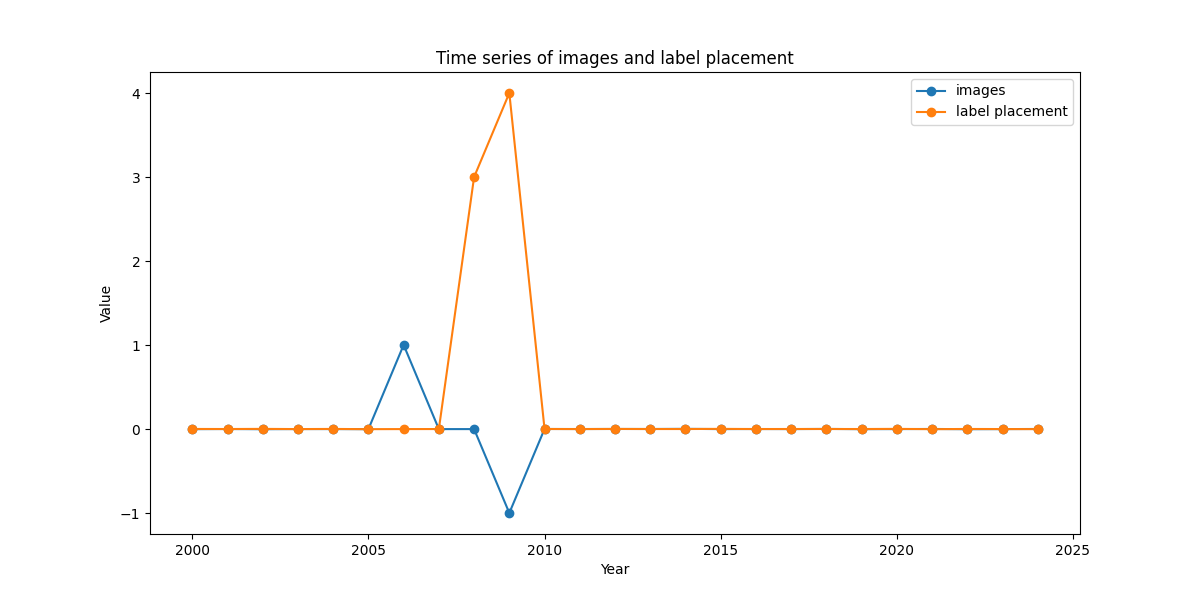 Time series of images and label placement
images
label placement
4
3
2
1
0
−1
Value
2000 2005 2010 2015 2020 2025
Year